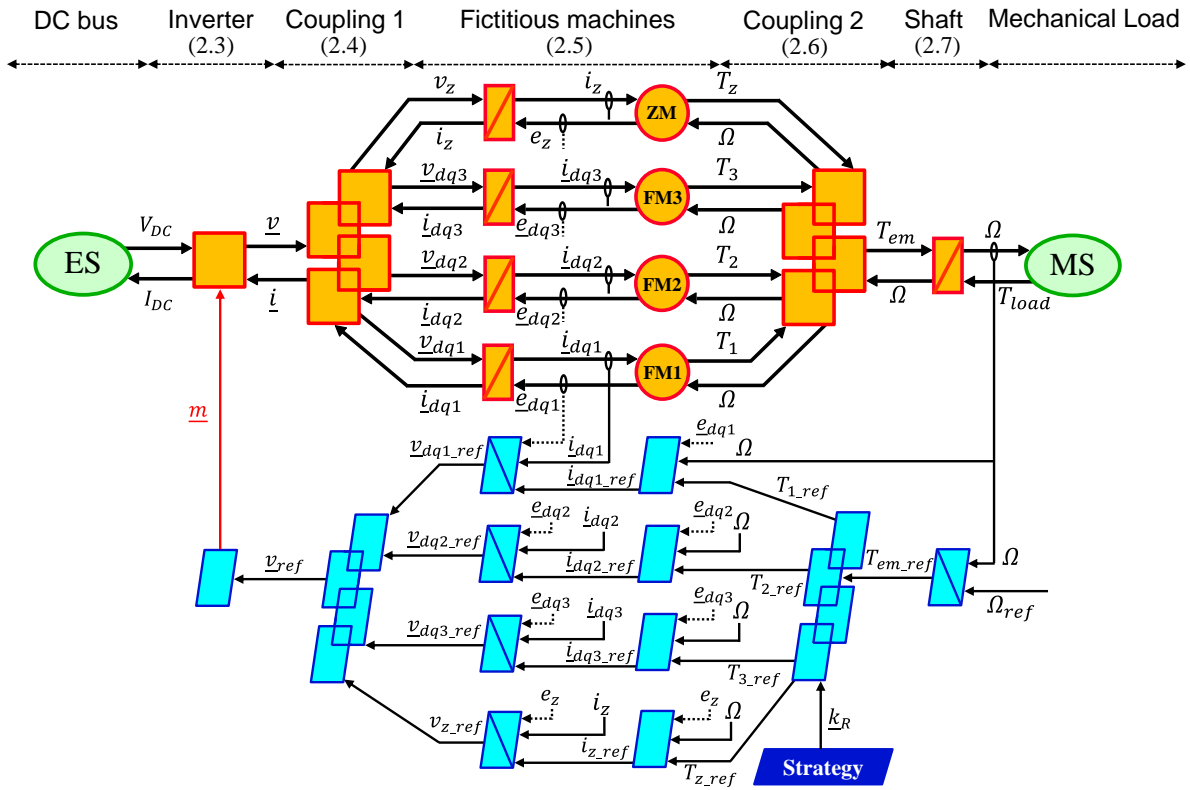 DC bus
Inverter
(2.3)
Coupling 1
(2.4)
Fictitious machines
(2.5)
Coupling 2
(2.6)
Shaft
(2.7)
Mechanical Load
v_z
i_z
i_z
e_z
ZM
T_z
Ω
v_dq3
i_dq3
i_dq3
e_dq3
FM3
T_3
Ω
ES
V_DC
I_DC
v
i
v_dq2
i_dq2
i_dq2
e_dq2
FM2
T_2
Ω
T_em
Ω
Ω
T_load
MS
v_dq1
i_dq1
i_dq1
e_dq1
FM1
T_1
Ω
m
v_dq1_ref
i_dq1
i_dq1_ref
e_dq1
Ω
T_1_ref
e_dq2
i_dq2
v_dq2_ref
i_dq2_ref
e_dq2
Ω
T_2_ref
v_ref
T_em_ref
Ω
Ω_ref
e_dq3
i_dq3
v_dq3_ref
i_dq3_ref
e_dq3
Ω
T_3_ref
e_z
i_z
v_z_ref
i_z_ref
e_z
Ω
T_z_ref
k_R
Strategy